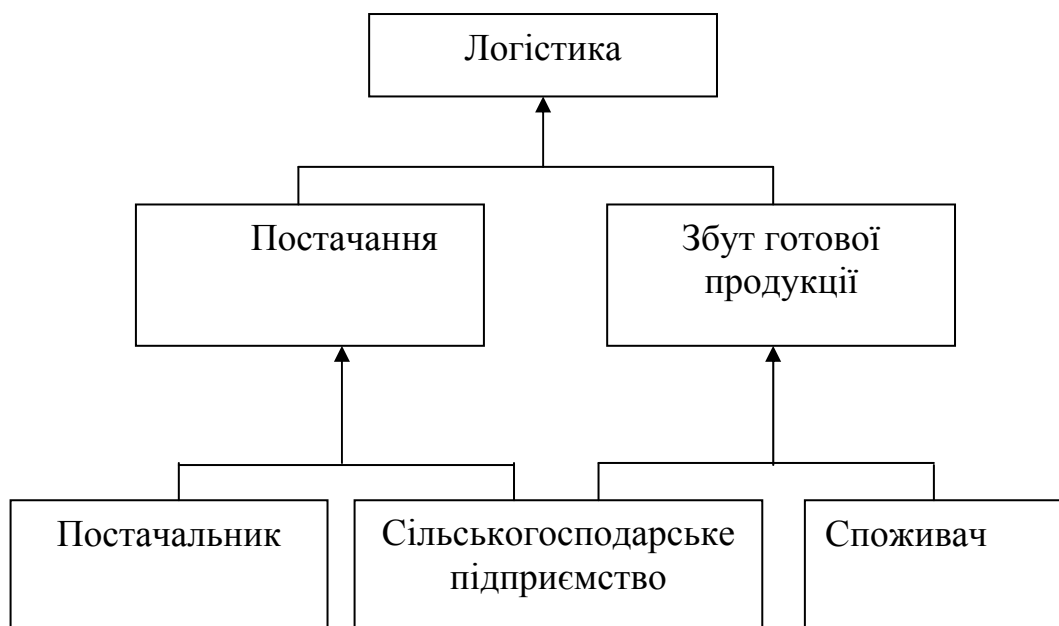 Логістика
Постачання
Збут готової
продукції
Постачальник
Сільськогосподарське
підприємство
Споживач